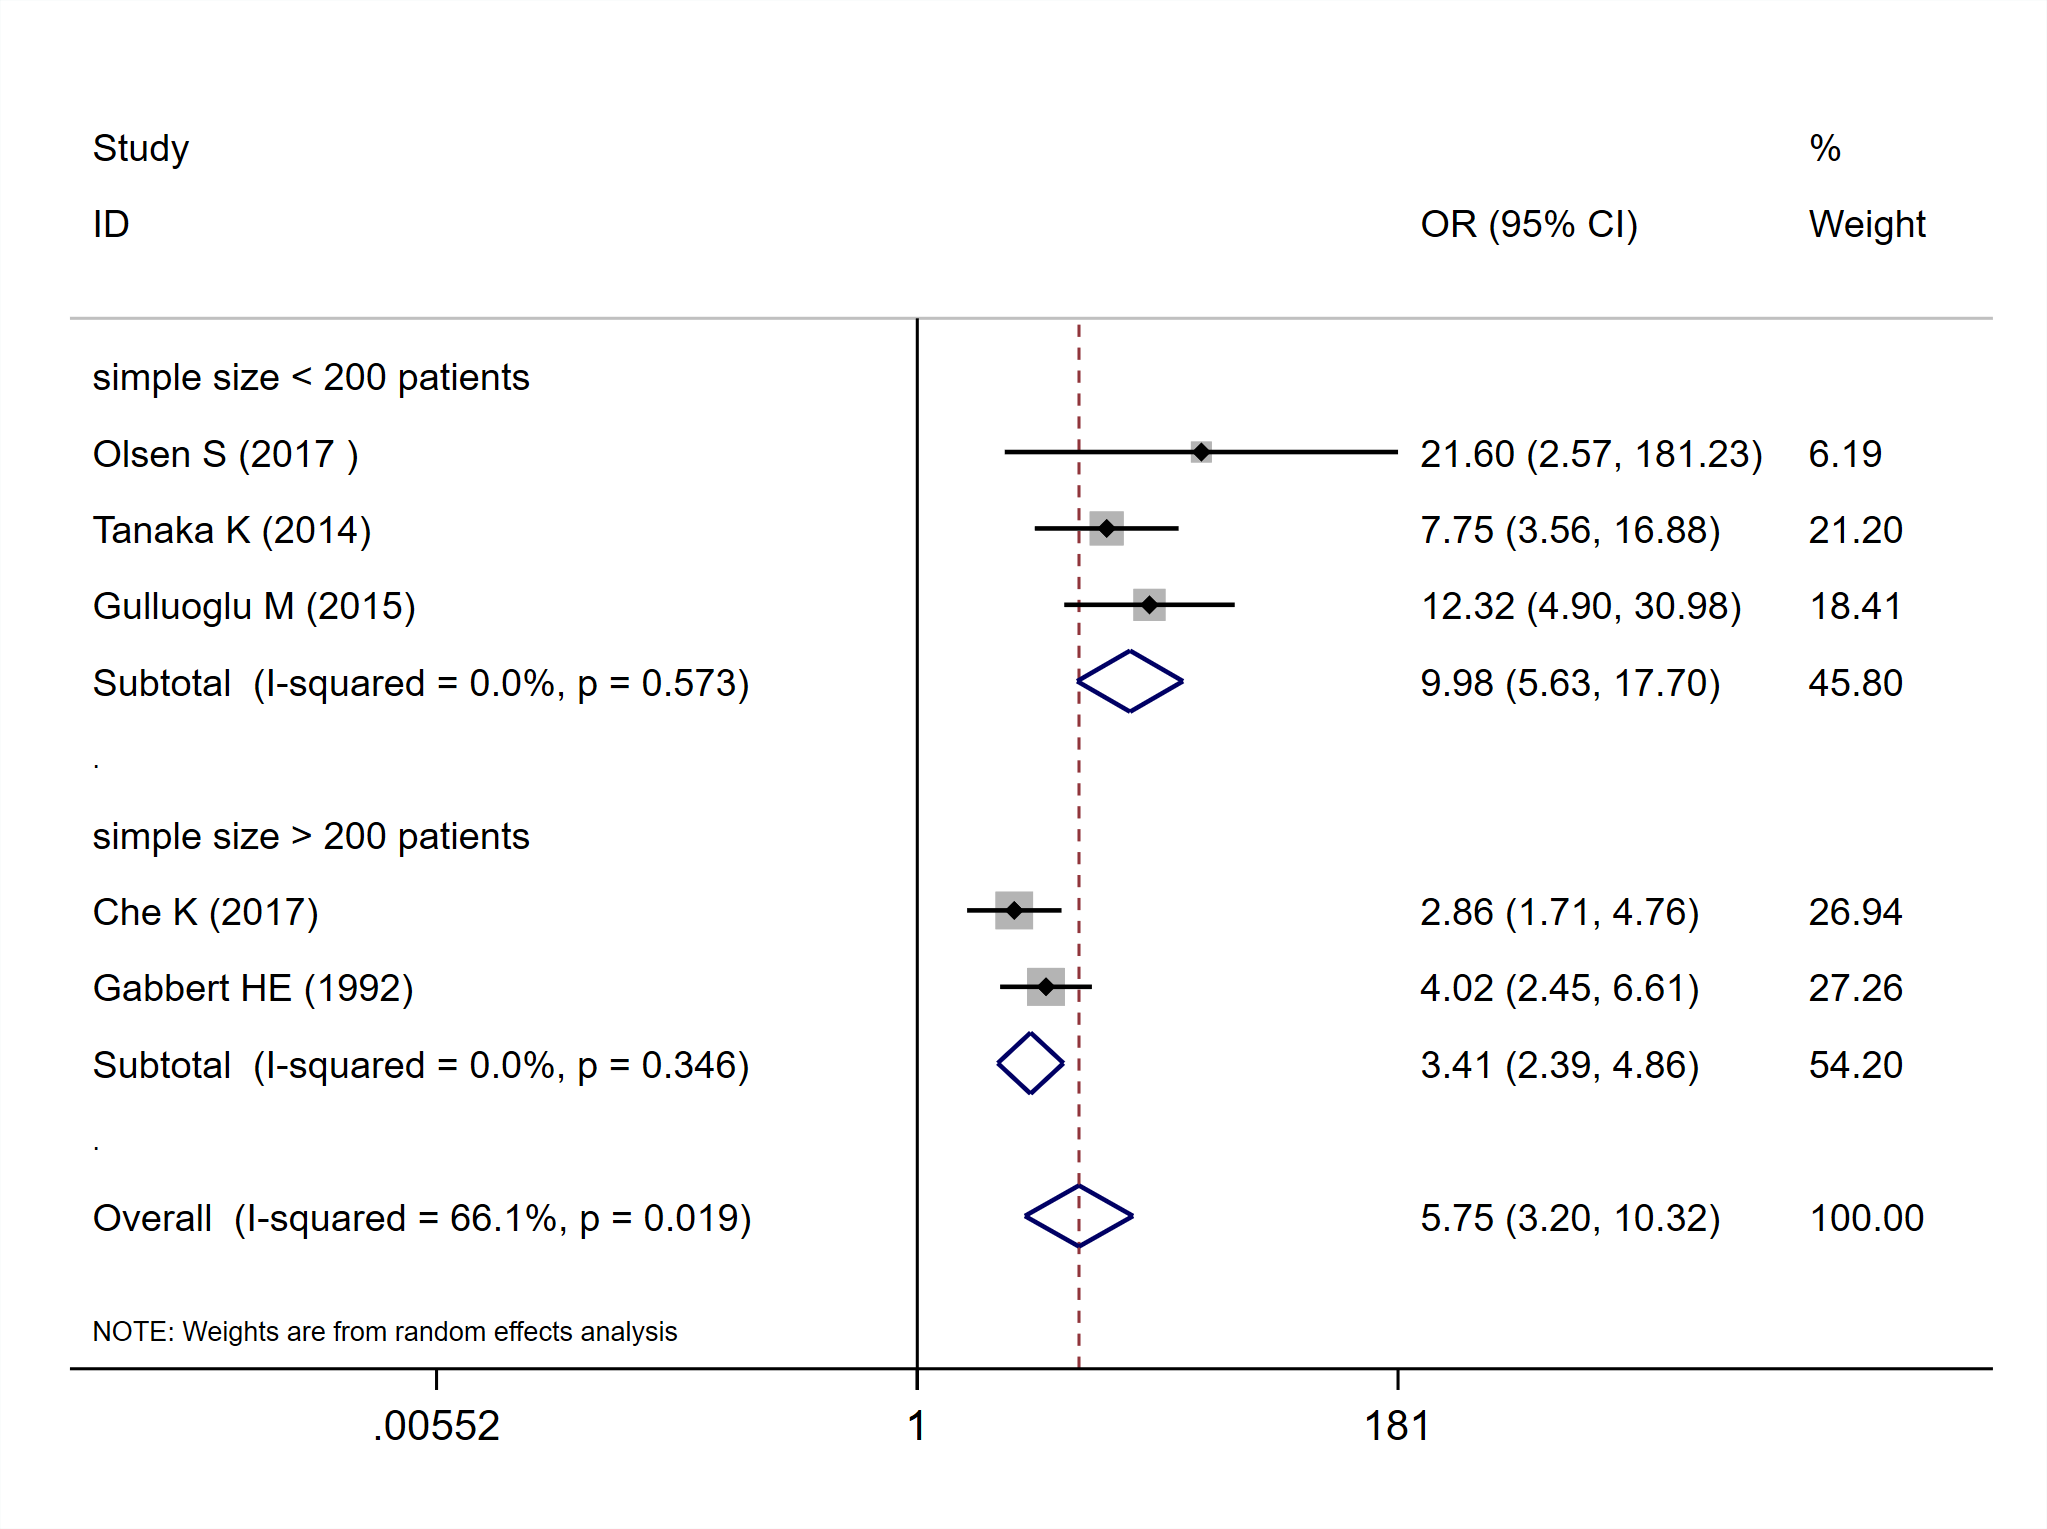 Study %
ID OR (95% CI) Weight
simple size < 200 patients
Olsen S (2017 ) 21.60 (2.57, 181.23) 6.19
Tanaka K (2014) 7.75 (3.56, 16.88) 21.20
Gulluoglu M (2015) 12.32 (4.90, 30.98) 18.41
Subtotal (I-squared = 0.0%, p = 0.573) 9.98 (5.63, 17.70) 45.80
.
simple size > 200 patients
Che K (2017) 2.86 (1.71, 4.76) 26.94
Gabbert HE (1992) 4.02 (2.45, 6.61) 27.26
Subtotal (I-squared = 0.0%, p = 0.346) 3.41 (2.39, 4.86) 54.20
.
Overall (I-squared = 66.1%, p = 0.019) 5.75 (3.20, 10.32) 100.00
NOTE: Weights are from random effects analysis
.00552 1 181